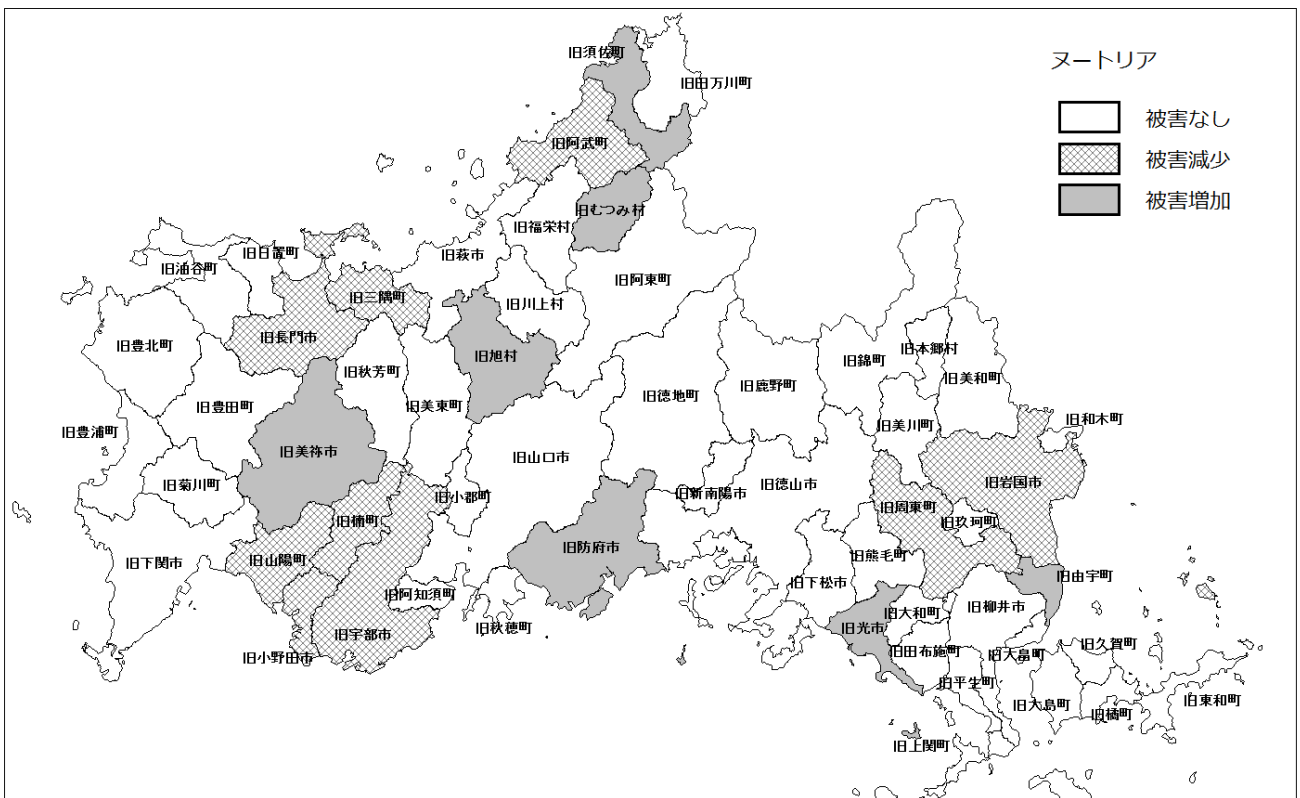 ヌートリア
被害なし
被害減少
被害増加
旧須佐町
旧田万川町
旧阿武町
旧むつみ村
旧福栄村
旧萩市
旧日置町
旧油谷町
旧阿東町
旧三隅町
旧川上村
旧長門市
旧豊北町
旧旭村
旧秋芳町
旧本郷村
旧錦町
旧美和町
旧鹿野町
旧徳地町
旧豊田町
旧美東町
旧豊浦町
旧美川町
旧和木町
旧美祢市
旧山口市
旧菊川町
旧徳山市
旧岩国市
旧小郡町
旧新南陽市
旧周東町
旧楠町
旧玖珂町
旧防府市
旧熊毛町
旧下関市
旧山陽町
旧由宇町
旧下松市
旧阿知須町
旧大和町
旧柳井市
旧秋穂町
旧光市
旧宇部市
旧久賀町
旧田布施町
旧大畠町
旧小野田市
旧平生町
旧東和町
旧大島町
旧橘町
旧上関町